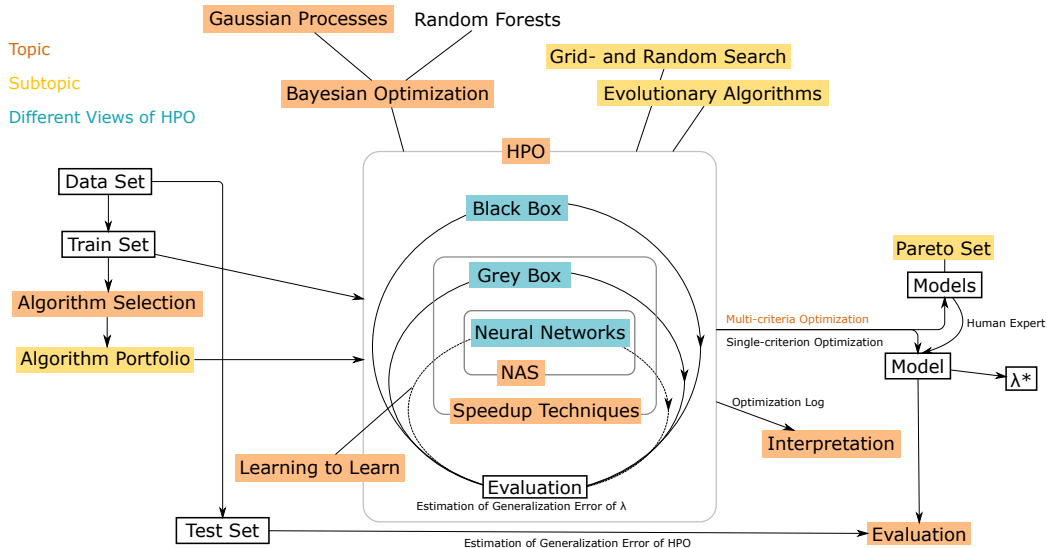 Gaussian Processes
Random Forests
Topic
Grid- and Random Search
Subtopic
Bayesian Optimization
Evolutionary Algorithms
Different Views of HPO
HPO
Data Set
Black Box
Train Set
Pareto Set
Grey Box
Models
Algorithm Selection
Multi-criteria Optimization
Human Expert
Neural Networks
Single-criterion Optimization
Algorithm Portfolio
Model
NAS
λ*
Speedup Techniques
Optimization Log
Interpretation
Learning to Learn
Evaluation
Estimation of Generalization Error of λ
Test Set
Evaluation
Estimation of Generalization Error of HPO